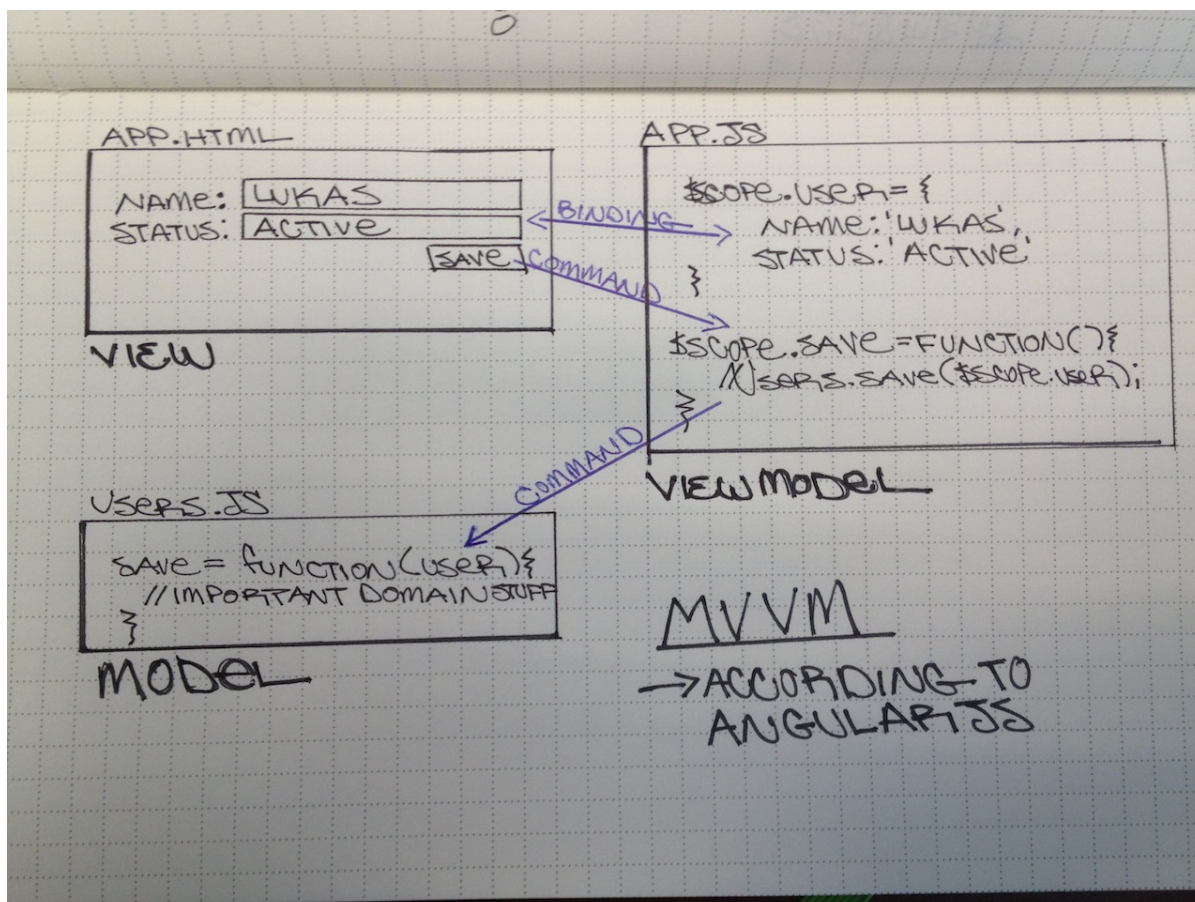 APP.HTML
NAME: LUKAS
STATUS: ACTIVE
SAVE
VIEW
BINDING
COMMAND
APP.JS
$SCOPE.USER = {
NAME: 'LUKAS',
STATUS: 'ACTIVE'
}
$SCOPE.SAVE = FUNCTION(){
//USERS.SAVE($SCOPE.USER);
}
VIEWMODEL
COMMAND
USERS.JS
SAVE = FUNCTION(USER){
//IMPORTANT DOMAIN STUFF
}
MODEL
MVVM
→ ACCORDING TO
ANGULARJS